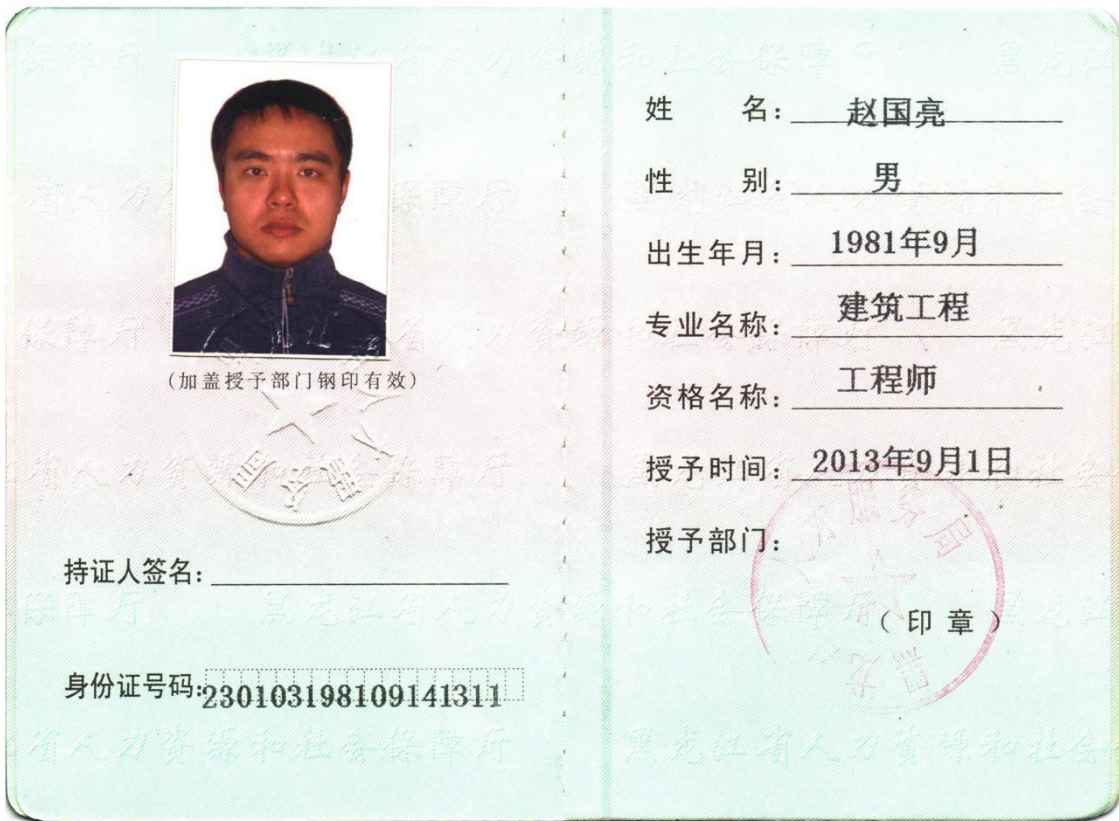 (加盖授予部门钢印有效)
持证人签名:
身份证号码:230103198109141311
姓 名: 赵国亮
性 别: 男
出生年月: 1981年9月
专业名称: 建筑工程
资格名称: 工程师
授予时间: 2013年9月1日
授予部门:
(印章)
黑龙江省人力资源和社会保障厅